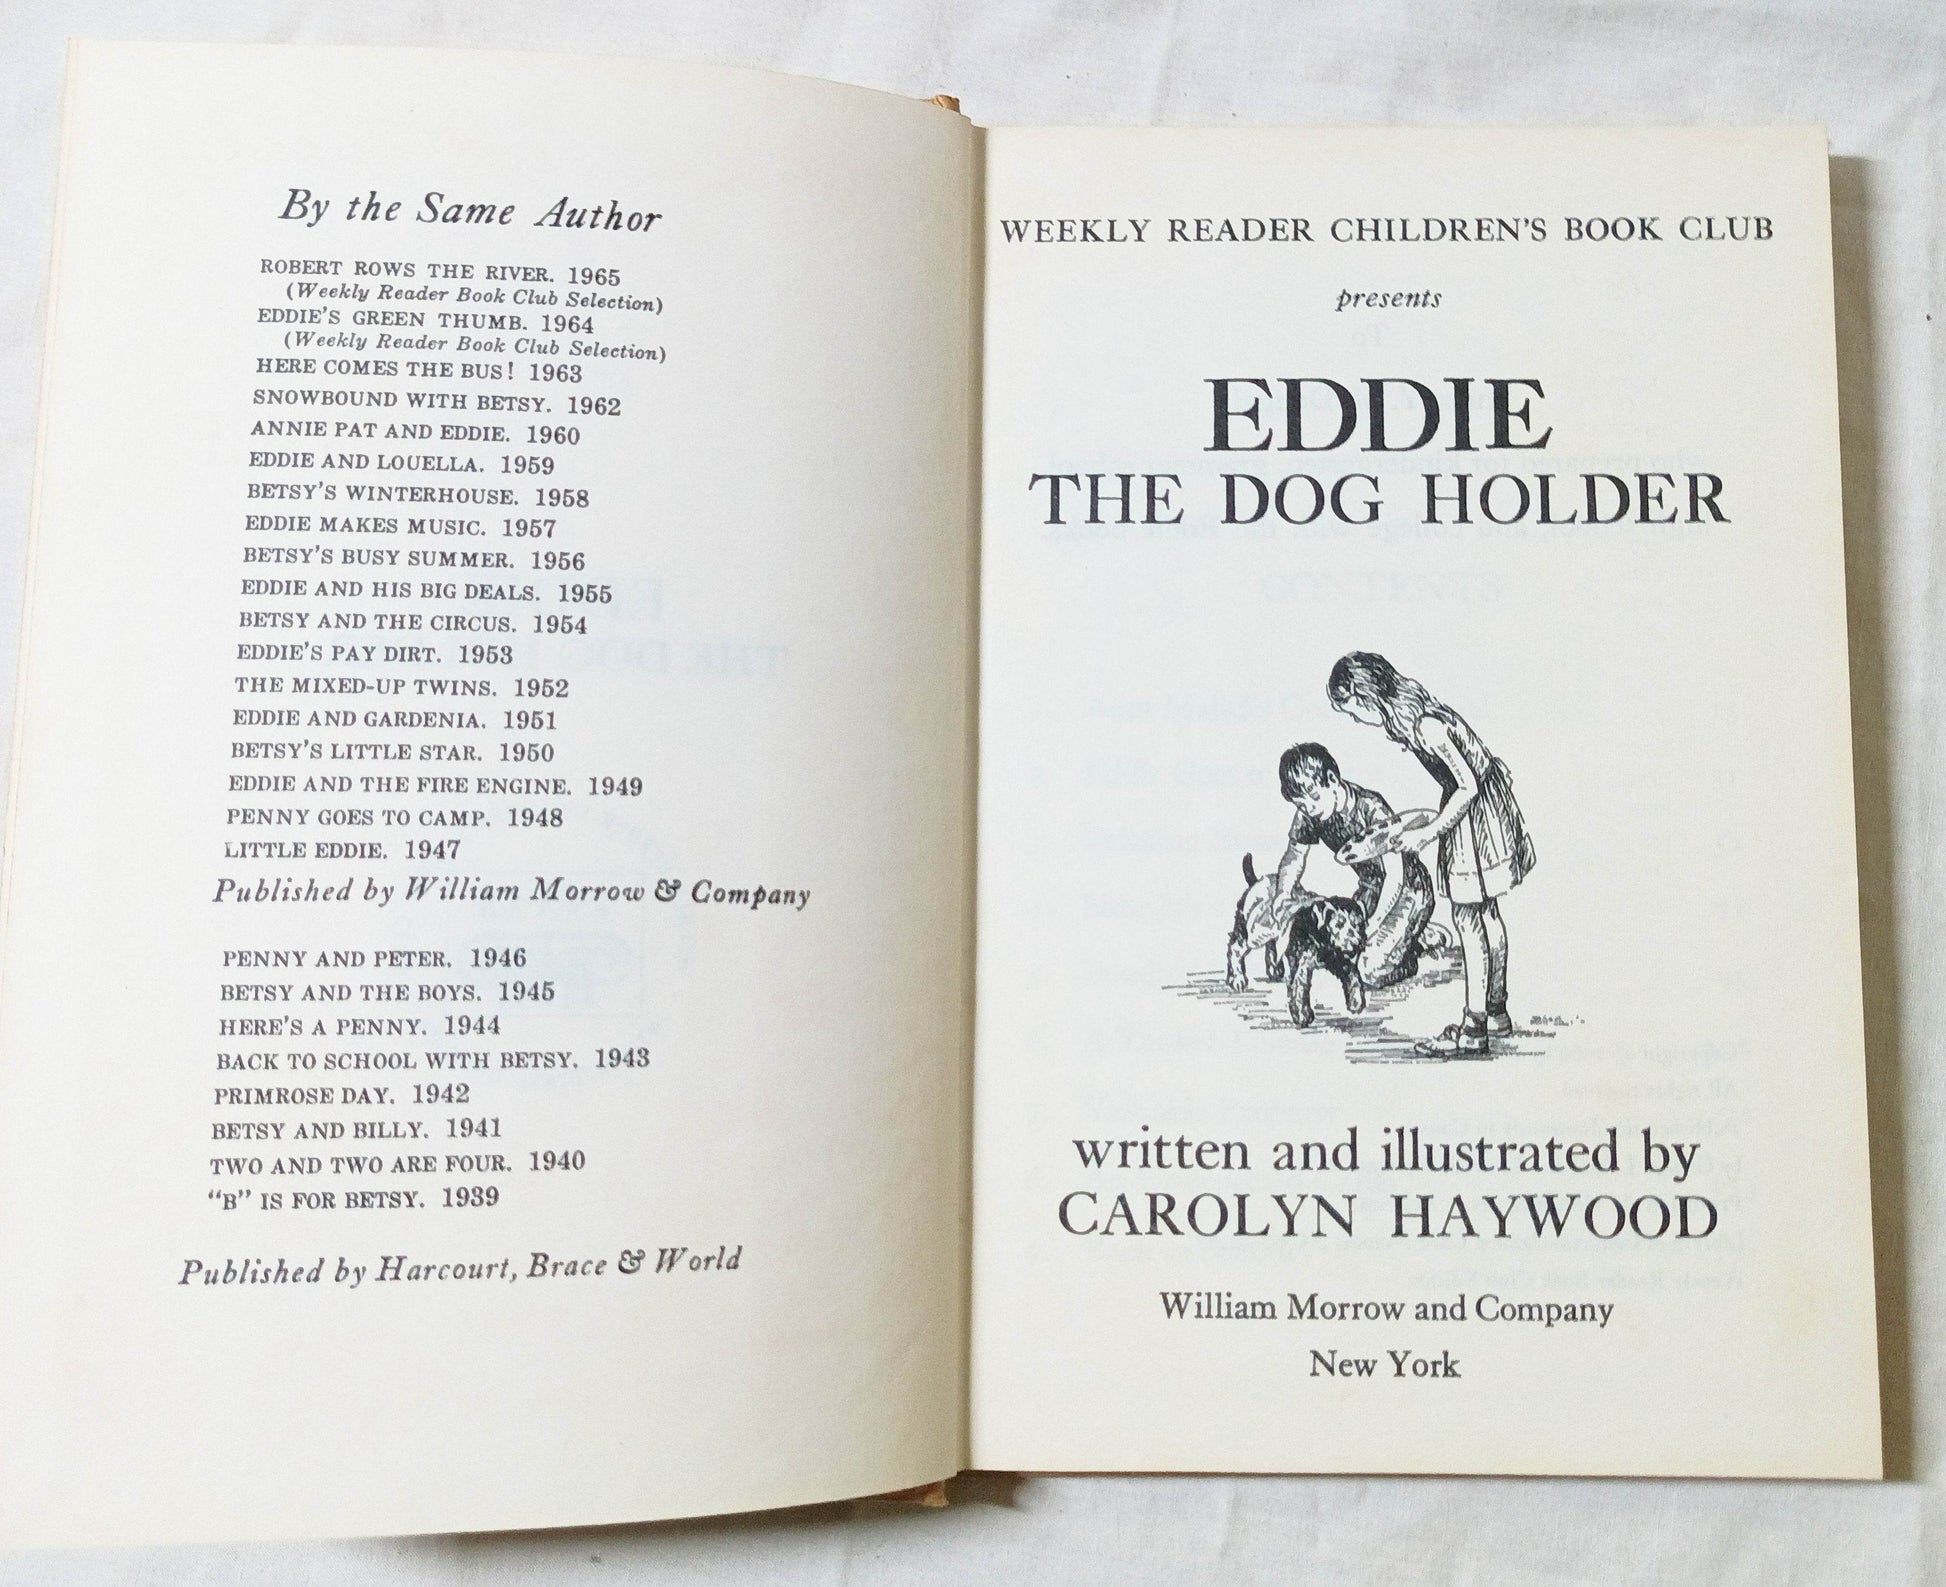 By the Same Author
ROBERT ROWS THE RIVER. 1965
(Weekly Reader Book Club Selection)
EDDIE'S GREEN THUMB. 1964
(Weekly Reader Book Club Selection)
HERE COMES THE BUS! 1963
SNOWBOUND WITH BETSY. 1962
ANNIE PAT AND EDDIE. 1960
EDDIE AND LOUELLA. 1959
BETSY'S WINTERHOUSE. 1958
EDDIE MAKES MUSIC. 1957
BETSY'S BUSY SUMMER. 1956
EDDIE AND HIS BIG DEALS. 1955
BETSY AND THE CIRCUS. 1954
EDDIE'S PAY DIRT. 1953
THE MIXED-UP TWINS. 1952
EDDIE AND GARDENIA. 1951
BETSY'S LITTLE STAR. 1950
EDDIE AND THE FIRE ENGINE. 1949
PENNY GOES TO CAMP. 1948
LITTLE EDDIE. 1947
Published by William Morrow & Company
PENNY AND PETER. 1946
BETSY AND THE BOYS. 1945
HERE'S A PENNY. 1944
BACK TO SCHOOL WITH BETSY. 1943
PRIMROSE DAY. 1942
BETSY AND BILLY. 1941
TWO AND TWO ARE FOUR. 1940
"B" IS FOR BETSY. 1939
Published by Harcourt, Brace & World
WEEKLY READER CHILDREN'S BOOK CLUB
presents
EDDIE
THE DOG HOLDER
written and illustrated by
CAROLYN HAYWOOD
William Morrow and Company
New York